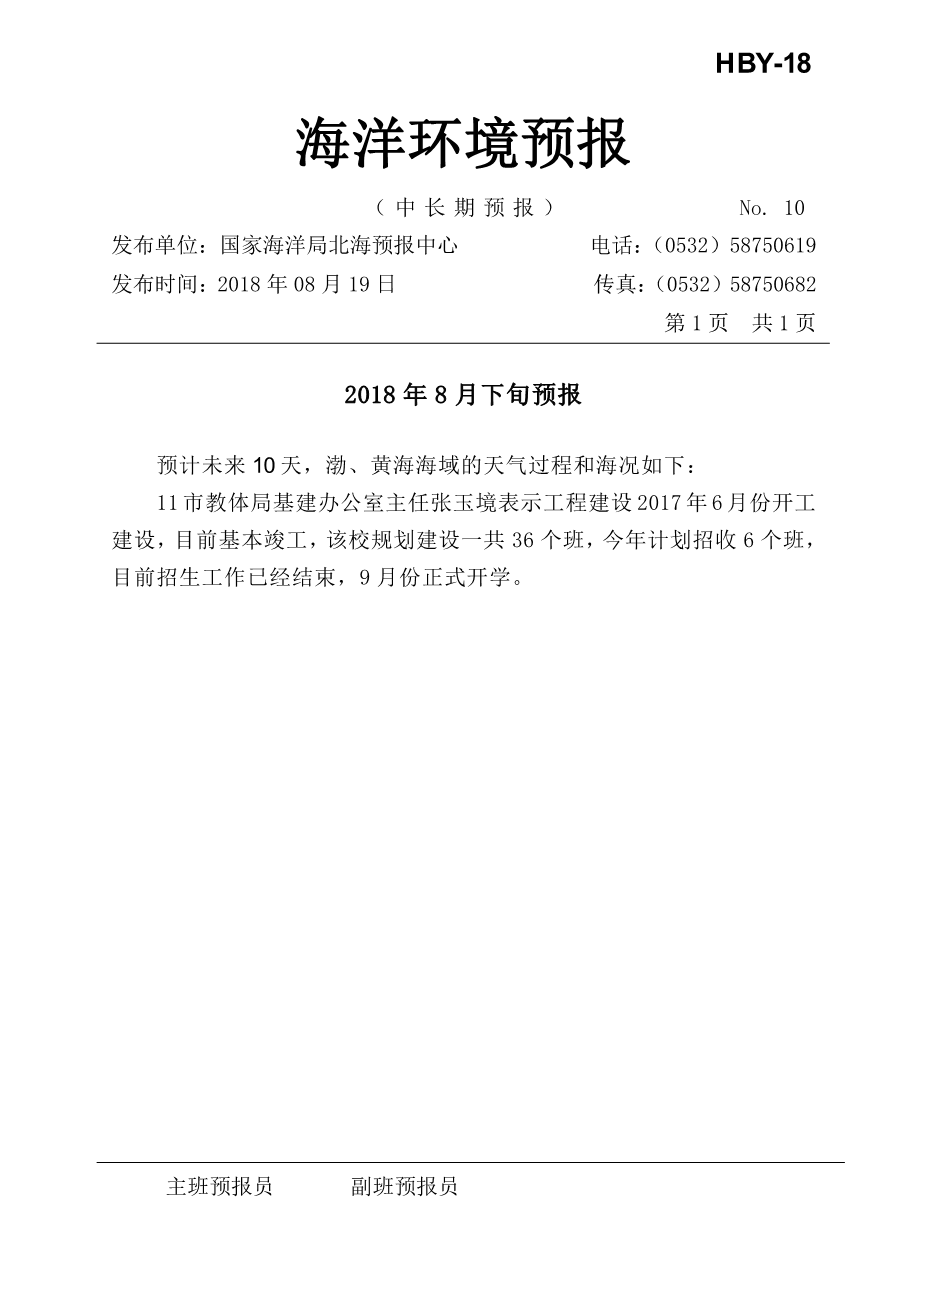 HBY-18
海洋环境预报
（中长期预报） No. 10
发布单位：国家海洋局北海预报中心 电话：（0532）58750619
发布时间：2018 年 08 月 19 日 传真：（0532）58750682
第 1 页 共 1 页
2018 年 8 月下旬预报
预计未来 10 天，渤、黄海海域的天气过程和海况如下：
11 市教体局基建办公室主任张玉境表示工程建设 2017 年 6 月份开工
建设，目前基本竣工，该校规划建设一共 36 个班，今年计划招收 6 个班，
目前招生工作已经结束，9 月份正式开学。
主班预报员 副班预报员